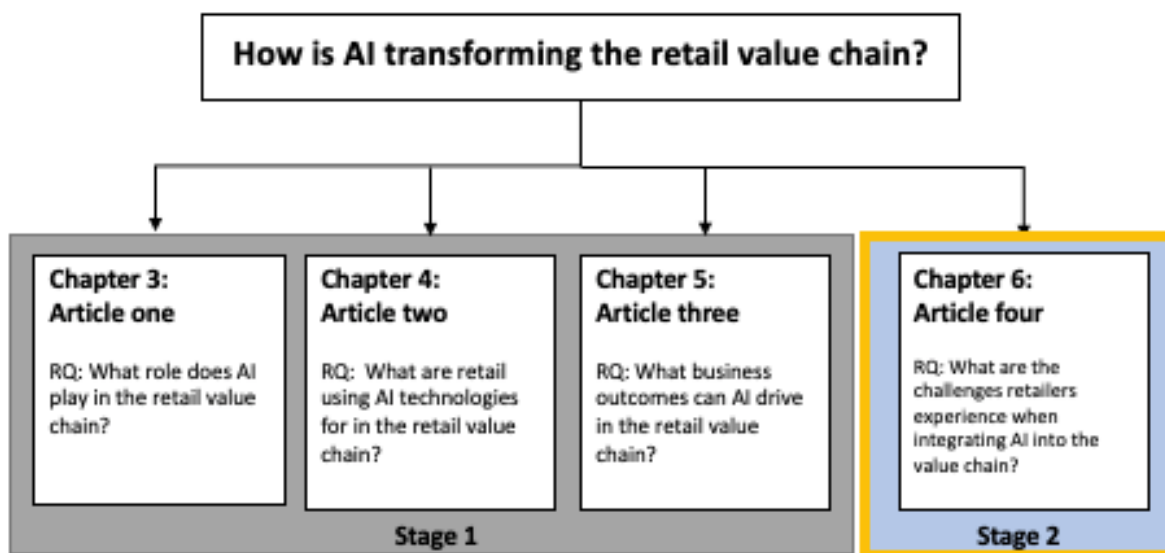 How is AI transforming the retail value chain?
Chapter 3:
Article one
RQ: What role does AI
play in the retail value
chain?
Chapter 4:
Article two
RQ:  What are retail
using AI technologies
for in the retail value
chain?
Chapter 5:
Article three
RQ: What business
outcomes can AI drive
in the retail value
chain?
Stage 1
Chapter 6:
Article four
RQ: What are the
challenges retailers
experience when
integrating AI into the
value chain?
Stage 2